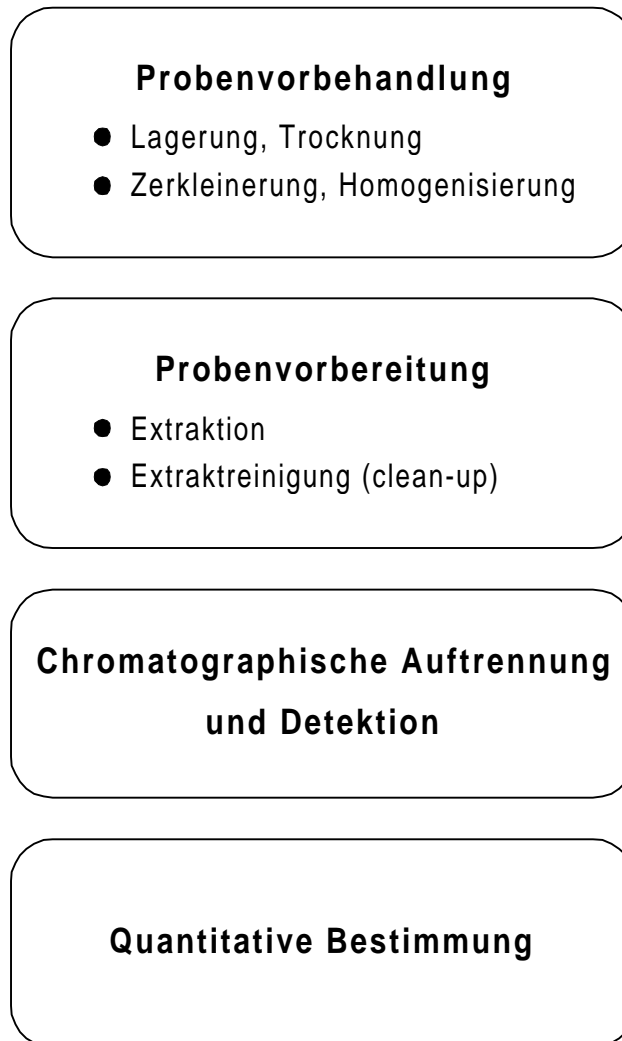 Probenvorbehandlung
● Lagerung, Trocknung
● Zerkleinerung, Homogenisierung
Probenvorbereitung
● Extraktion
● Extraktreinigung (clean-up)
Chromatographische Auftrennung
und Detektion
Quantitative Bestimmung